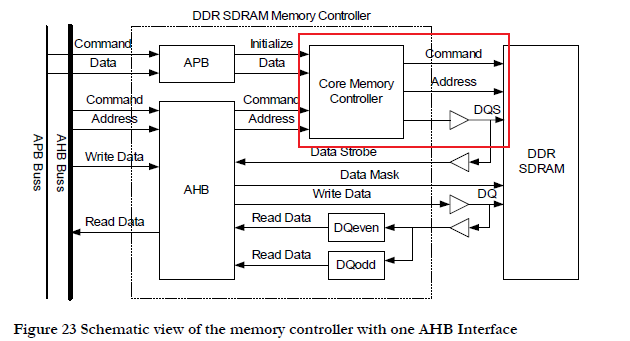 DDR SDRAM Memory Controller
Command
Data
APB
Initialize
Data
Core Memory
Controller
Command
Address
DQS
Command
Address
Command
Address
APB Buss
AHB Buss
Write Data
AHB
Data Strobe
Data Mask
Write Data
DQ
DDR
SDRAM
Read Data
Read Data
DQeven
Read Data
DQodd
Figure 23 Schematic view of the memory controller with one AHB Interface